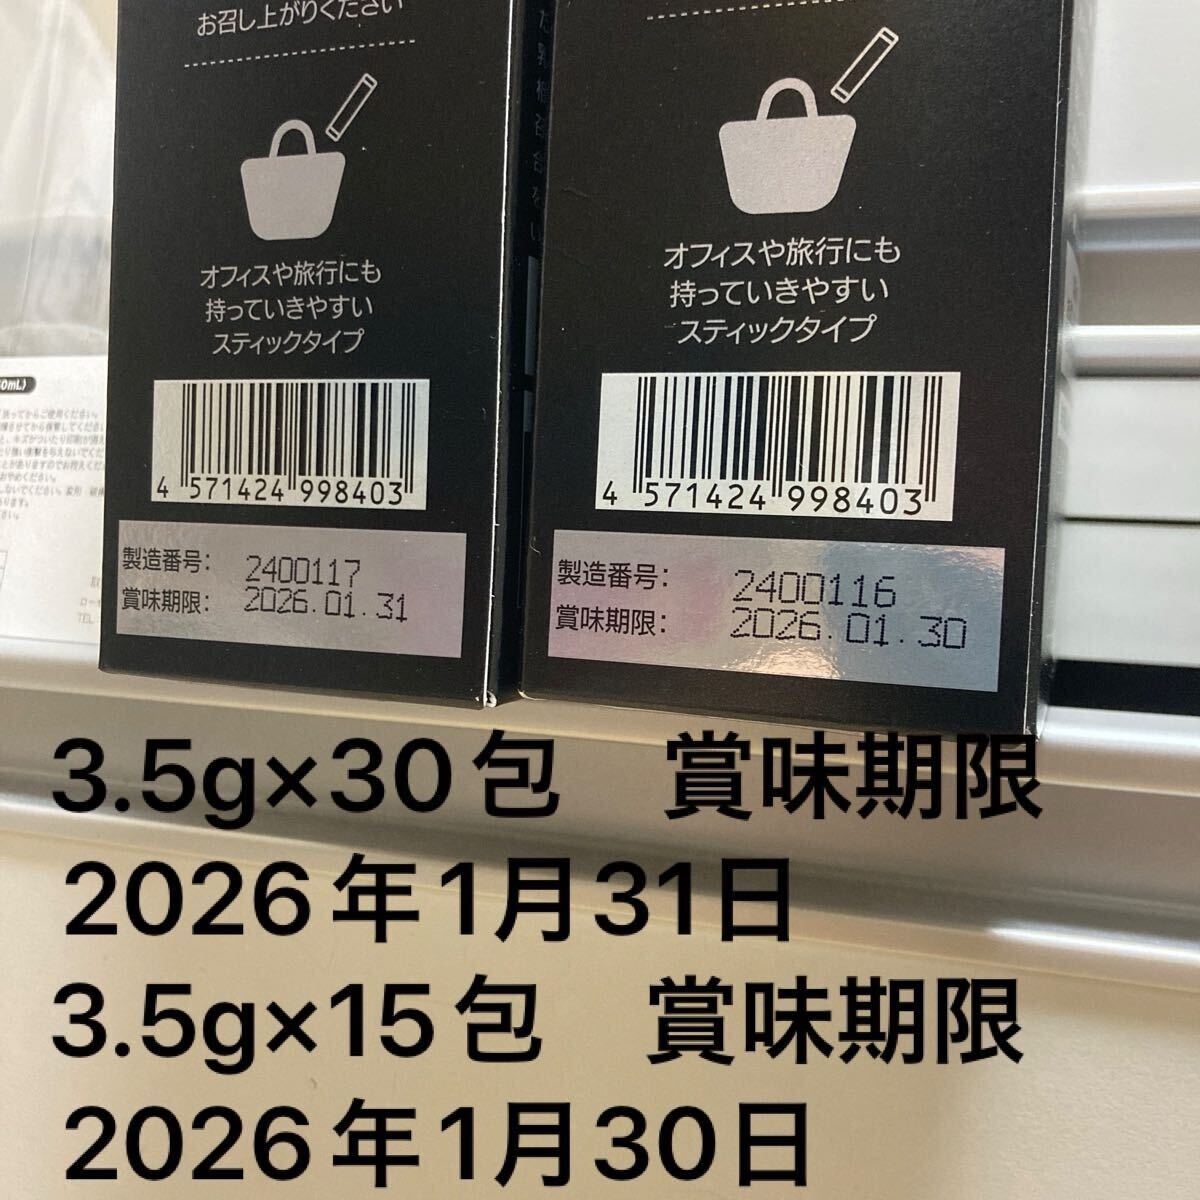 お召し上がりください
オフィスや旅行にも
持っていきやすい
スティックタイプ
4 571424 998403
製造番号: 2400117
賞味期限: 2026.01.31
オフィスや旅行にも
持っていきやすい
スティックタイプ
4 571424 998403
製造番号: 2400116
賞味期限: 2026.01.30
3.5g×30包 賞味期限
2026年1月31日
3.5g×15包 賞味期限
2026年1月30日